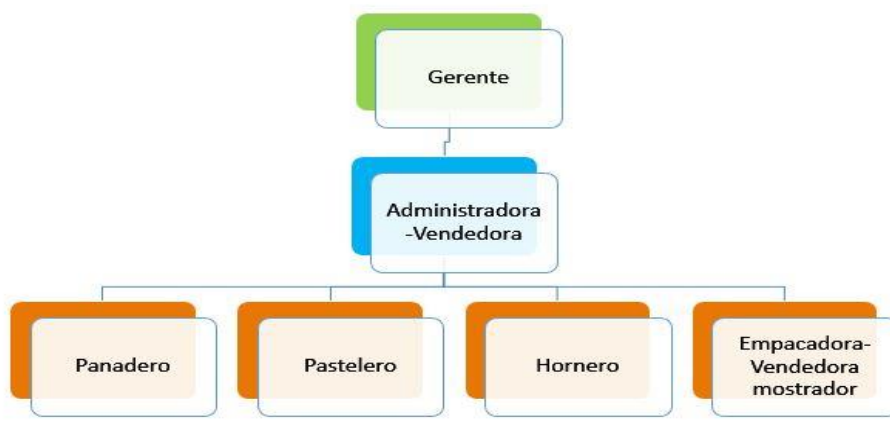 Gerente
Administradora
-Vendedora
Panadero
Pastelero
Hornero
Empacadora-
Vendedora
mostrador